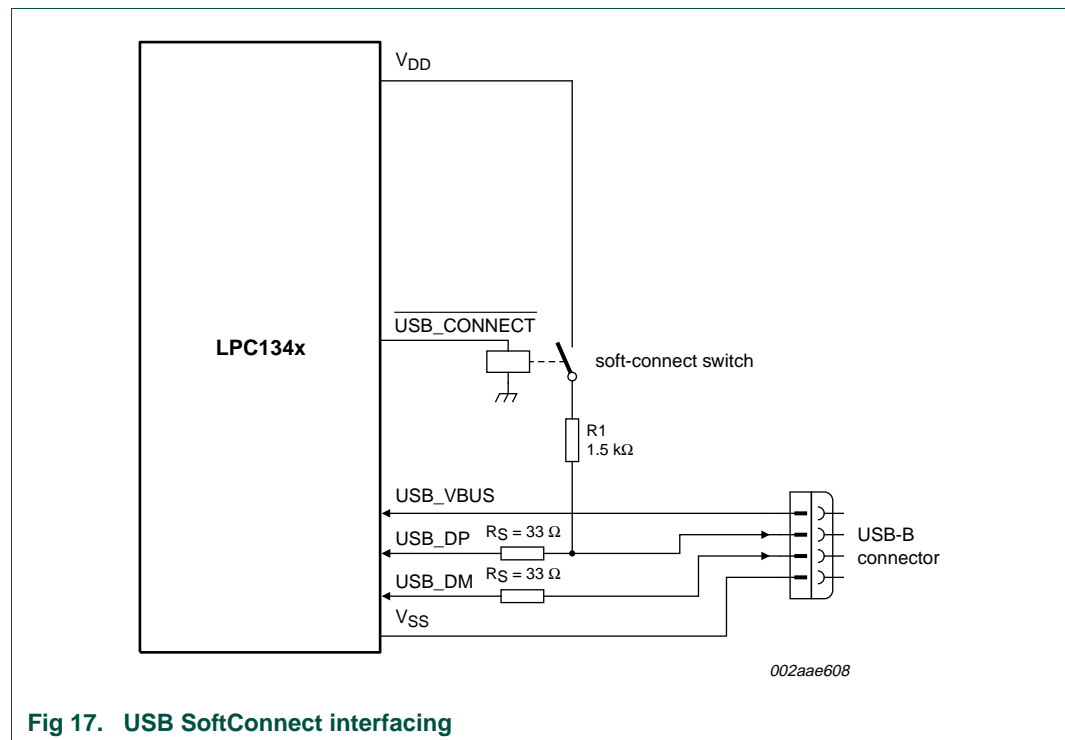 VDD
USB_CONNECT
LPC134x
soft-connect switch
R1
1.5 kΩ
USB_VBUS
USB_DP
RS = 33 Ω
USB-B
connector
USB_DM
RS = 33 Ω
VSS
002aae608
Fig 17. USB SoftConnect interfacing